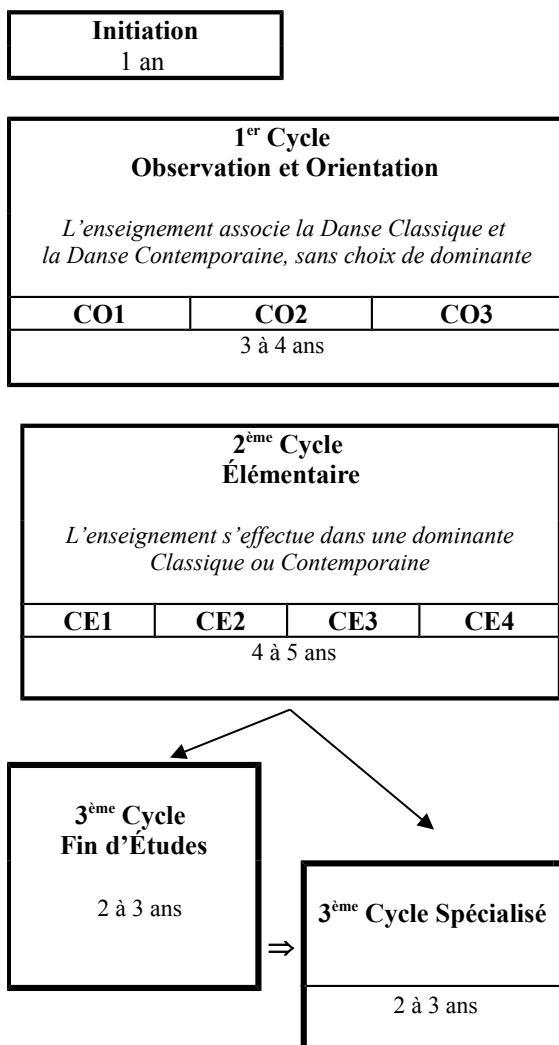 Initiation
1 an
1er Cycle
Observation et Orientation
L’enseignement associe la Danse Classique et
la Danse Contemporaine, sans choix de dominante
CO1 CO2 CO3
3 à 4 ans
2ème Cycle
Élémentaire
L’enseignement s’effectue dans une dominante
Classique ou Contemporaine
CE1 CE2 CE3 CE4
4 à 5 ans
3ème Cycle
Fin d’Études
2 à 3 ans
⇒
3ème Cycle Spécialisé
2 à 3 ans